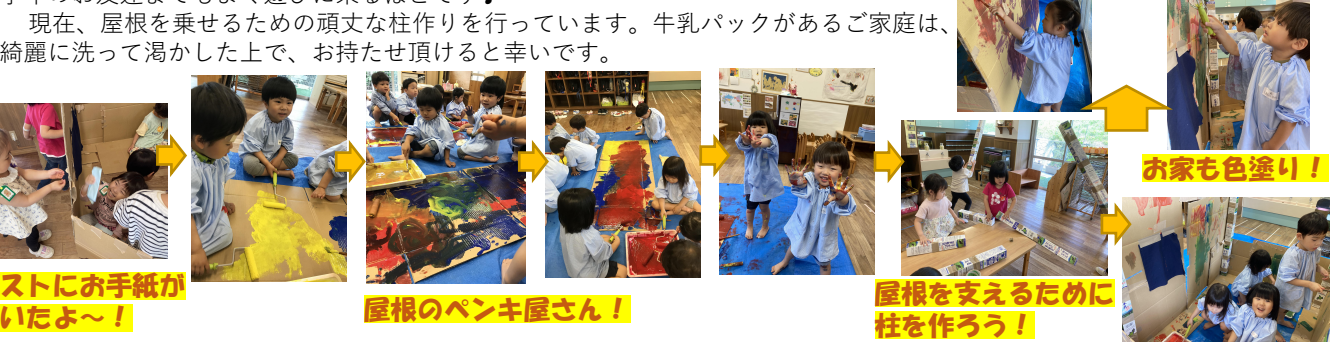 現在、屋根を乗せるための頑丈な柱作りを行っています。牛乳パックがあるご家庭は、
綺麗に洗って渇かした上で、お持たせ頂けると幸いです。
お家も色塗り！
ストにお手紙が
いたよ～！
屋根のペンキ屋さん！
屋根を支えるために
柱を作ろう！